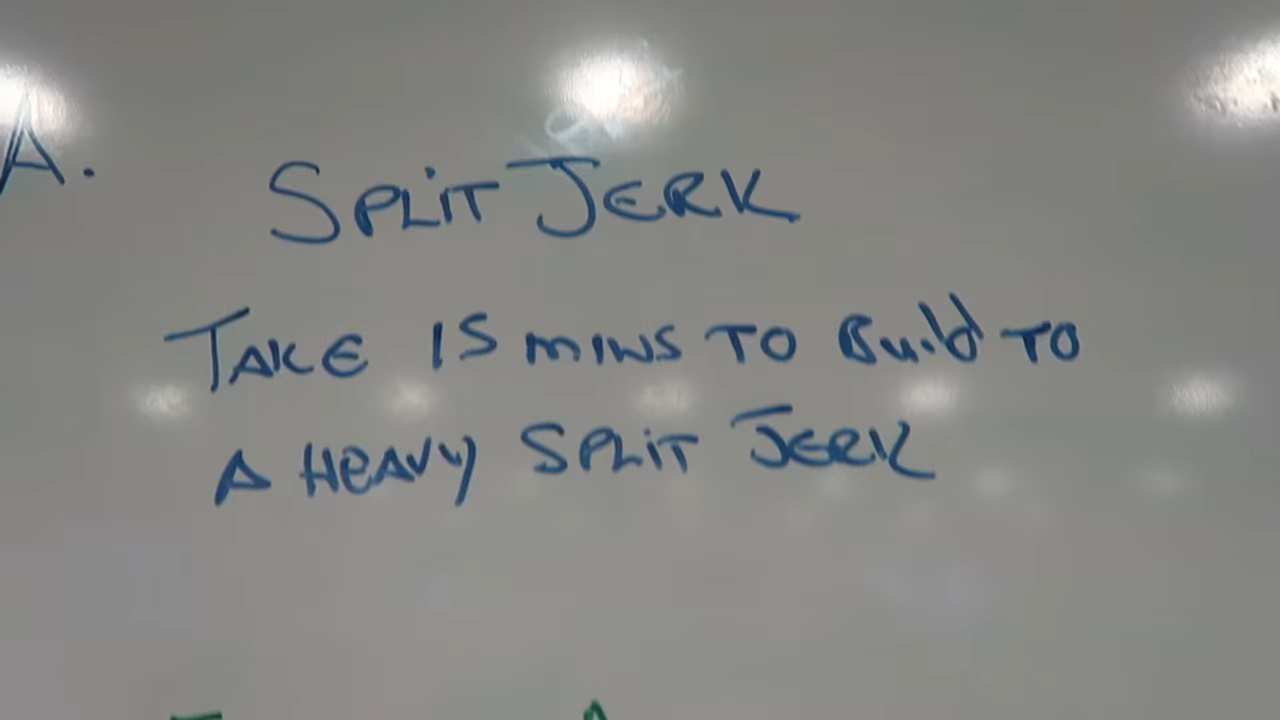 A. SPLIT JERK
TAKE 15 MINS TO BUILD TO
A HEAVY SPLIT JERK